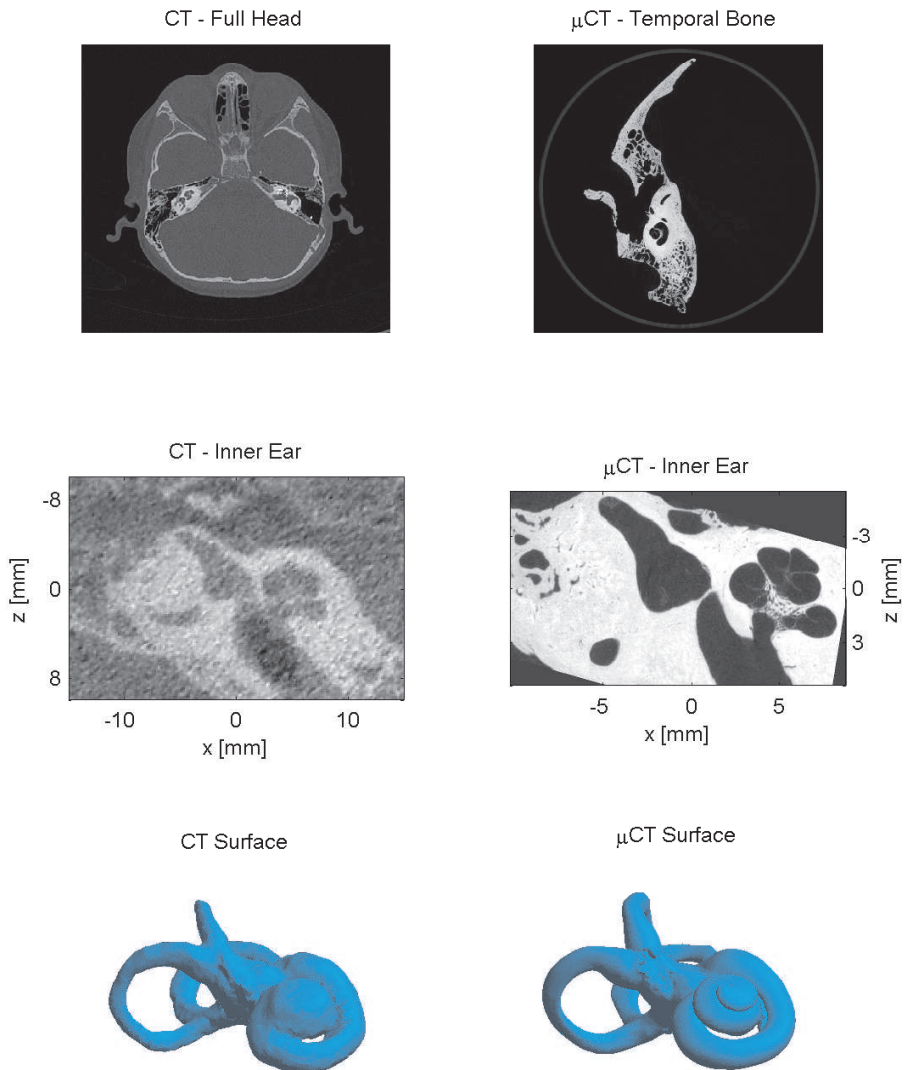 CT - Full Head
μCT - Temporal Bone
CT - Inner Ear
-8
0
8
z [mm]
-10
0
10
x [mm]
μCT - Inner Ear
-3
0
3
z [mm]
-5
0
5
x [mm]
CT Surface
μCT Surface